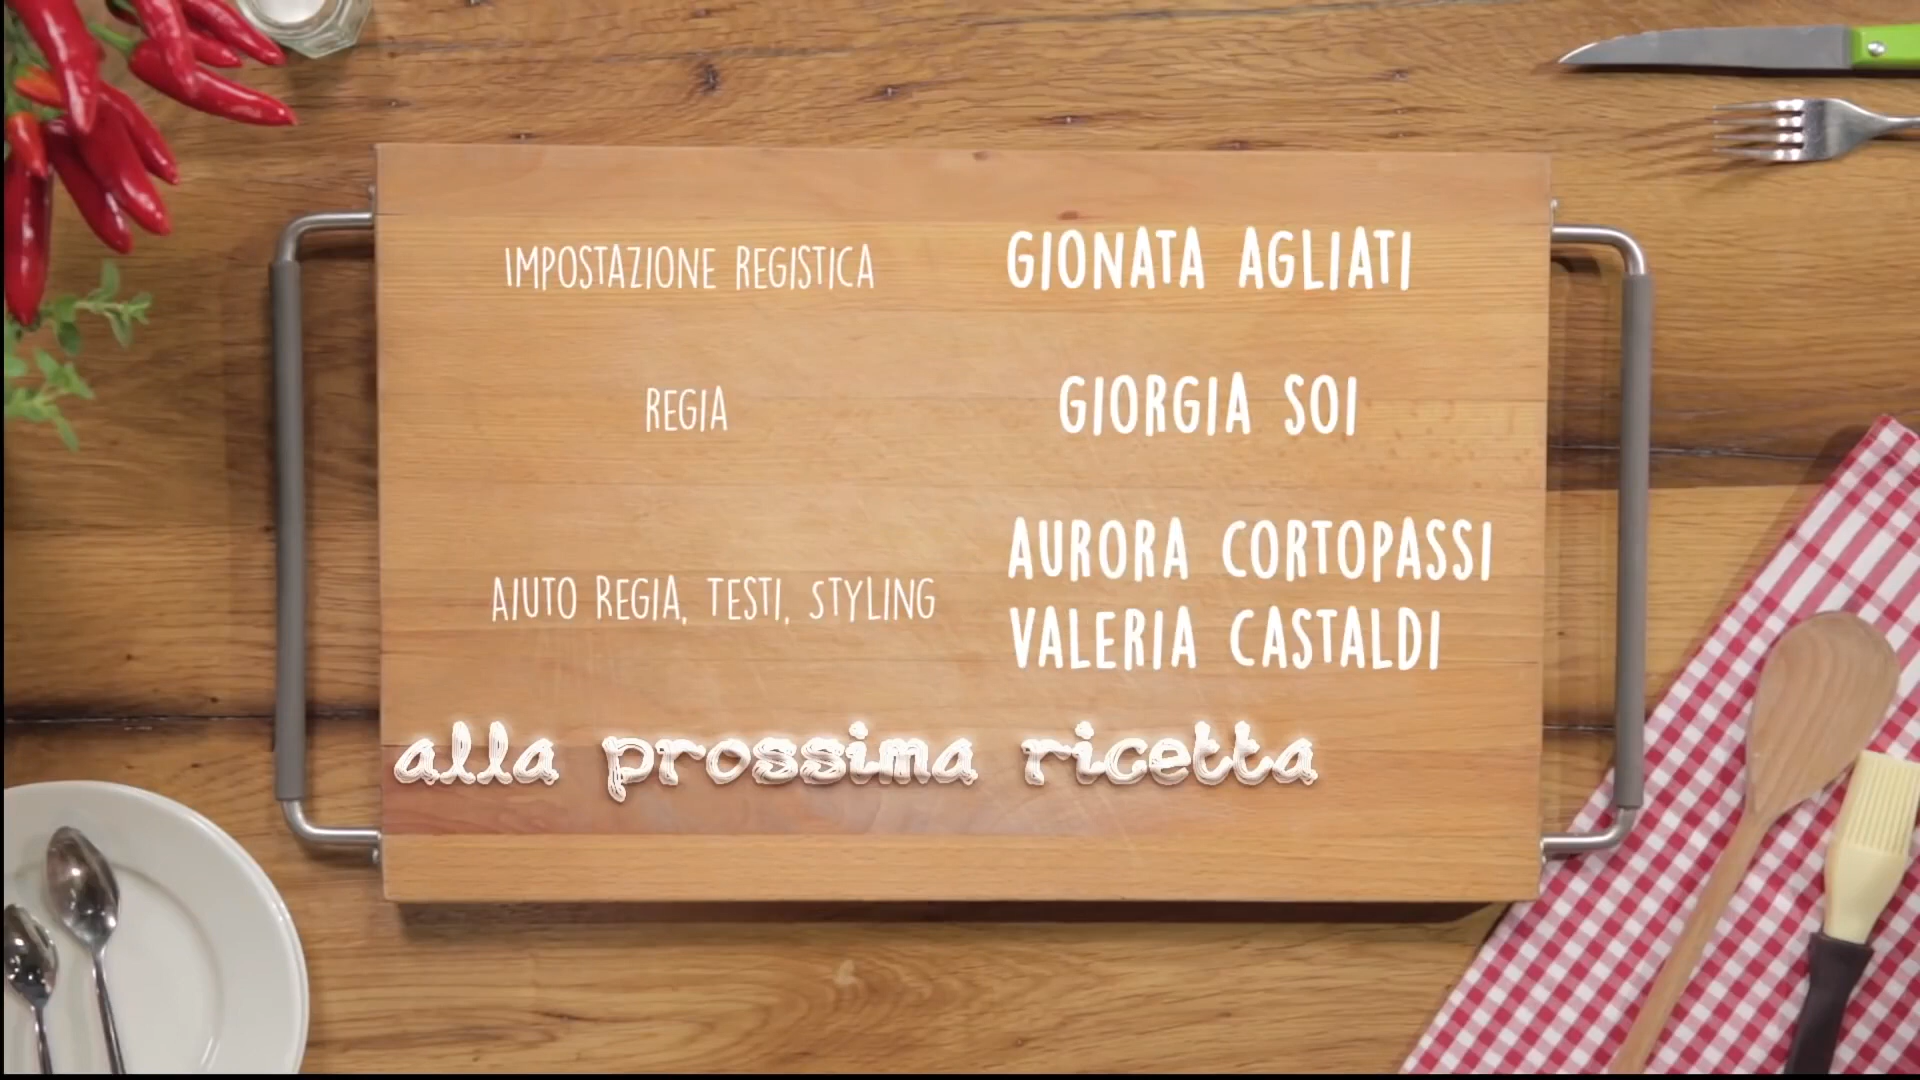 IMPOSTAZIONE REGISTICA GIONATA AGLIATI
REGIA GIORGIA SOI
AIUTO REGIA, TESTI, STYLING AURORA CORTOPASSI
VALERIA CASTALDI
alla prossima ricetta